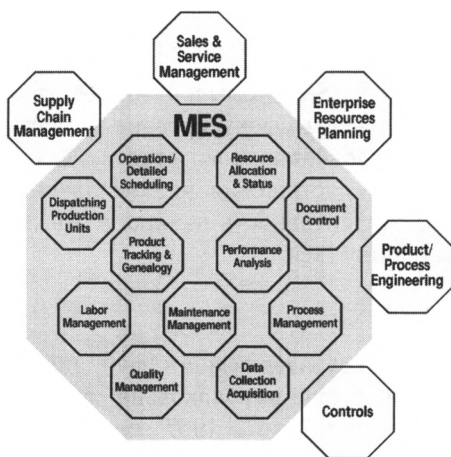 Sales &
Service
Management
Supply
Chain
Management
Enterprise
Resources
Planning
MES
Operations/
Detailed
Scheduling
Resource
Allocation
& Status
Dispatching
Production
Units
Document
Control
Product
Tracking &
Genealogy
Performance
Analysis
Product/
Process
Engineering
Labor
Management
Maintenance
Management
Process
Management
Quality
Management
Data
Collection
Acquisition
Controls